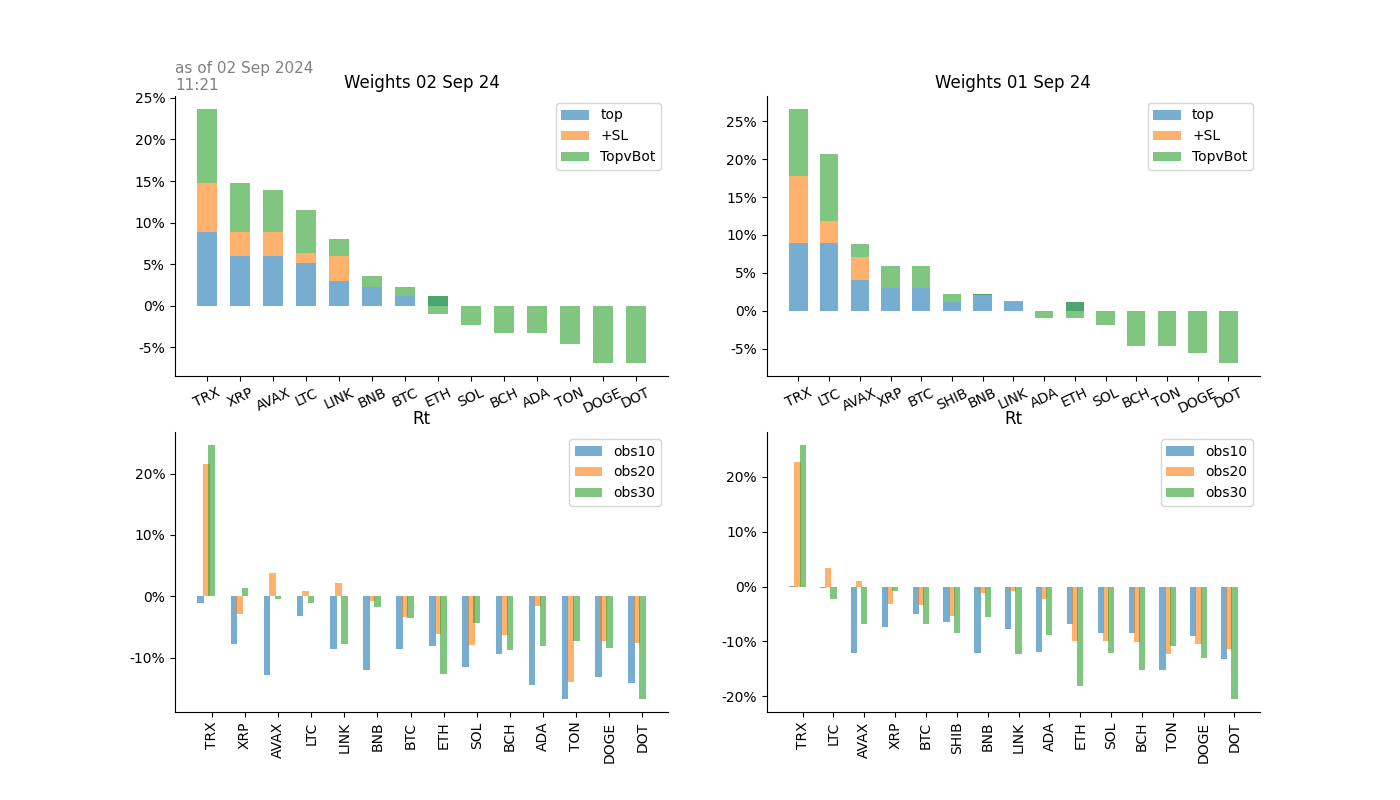 as of 02 Sep 2024
11:21
Weights 02 Sep 24
25%
20%
15%
10%
5%
0%
-5%
top
+SL
TopvBot
TRX XRP AVAX LTC LINK BNB BTC ETH SOL BCH ADA TON DOGE DOT
Weights 01 Sep 24
25%
20%
15%
10%
5%
0%
-5%
top
+SL
TopvBot
TRX LTC AVAX XRP BTC SHIB BNB LINK ADA ETH SOL BCH TON DOGE DOT
Rt
20%
10%
0%
-10%
obs10
obs20
obs30
TRX XRP AVAX LTC LINK BNB BTC ETH SOL BCH ADA TON DOGE DOT
Rt
20%
10%
0%
-10%
-20%
obs10
obs20
obs30
TRX LTC AVAX XRP BTC SHIB BNB LINK ADA ETH SOL BCH TON DOGE DOT